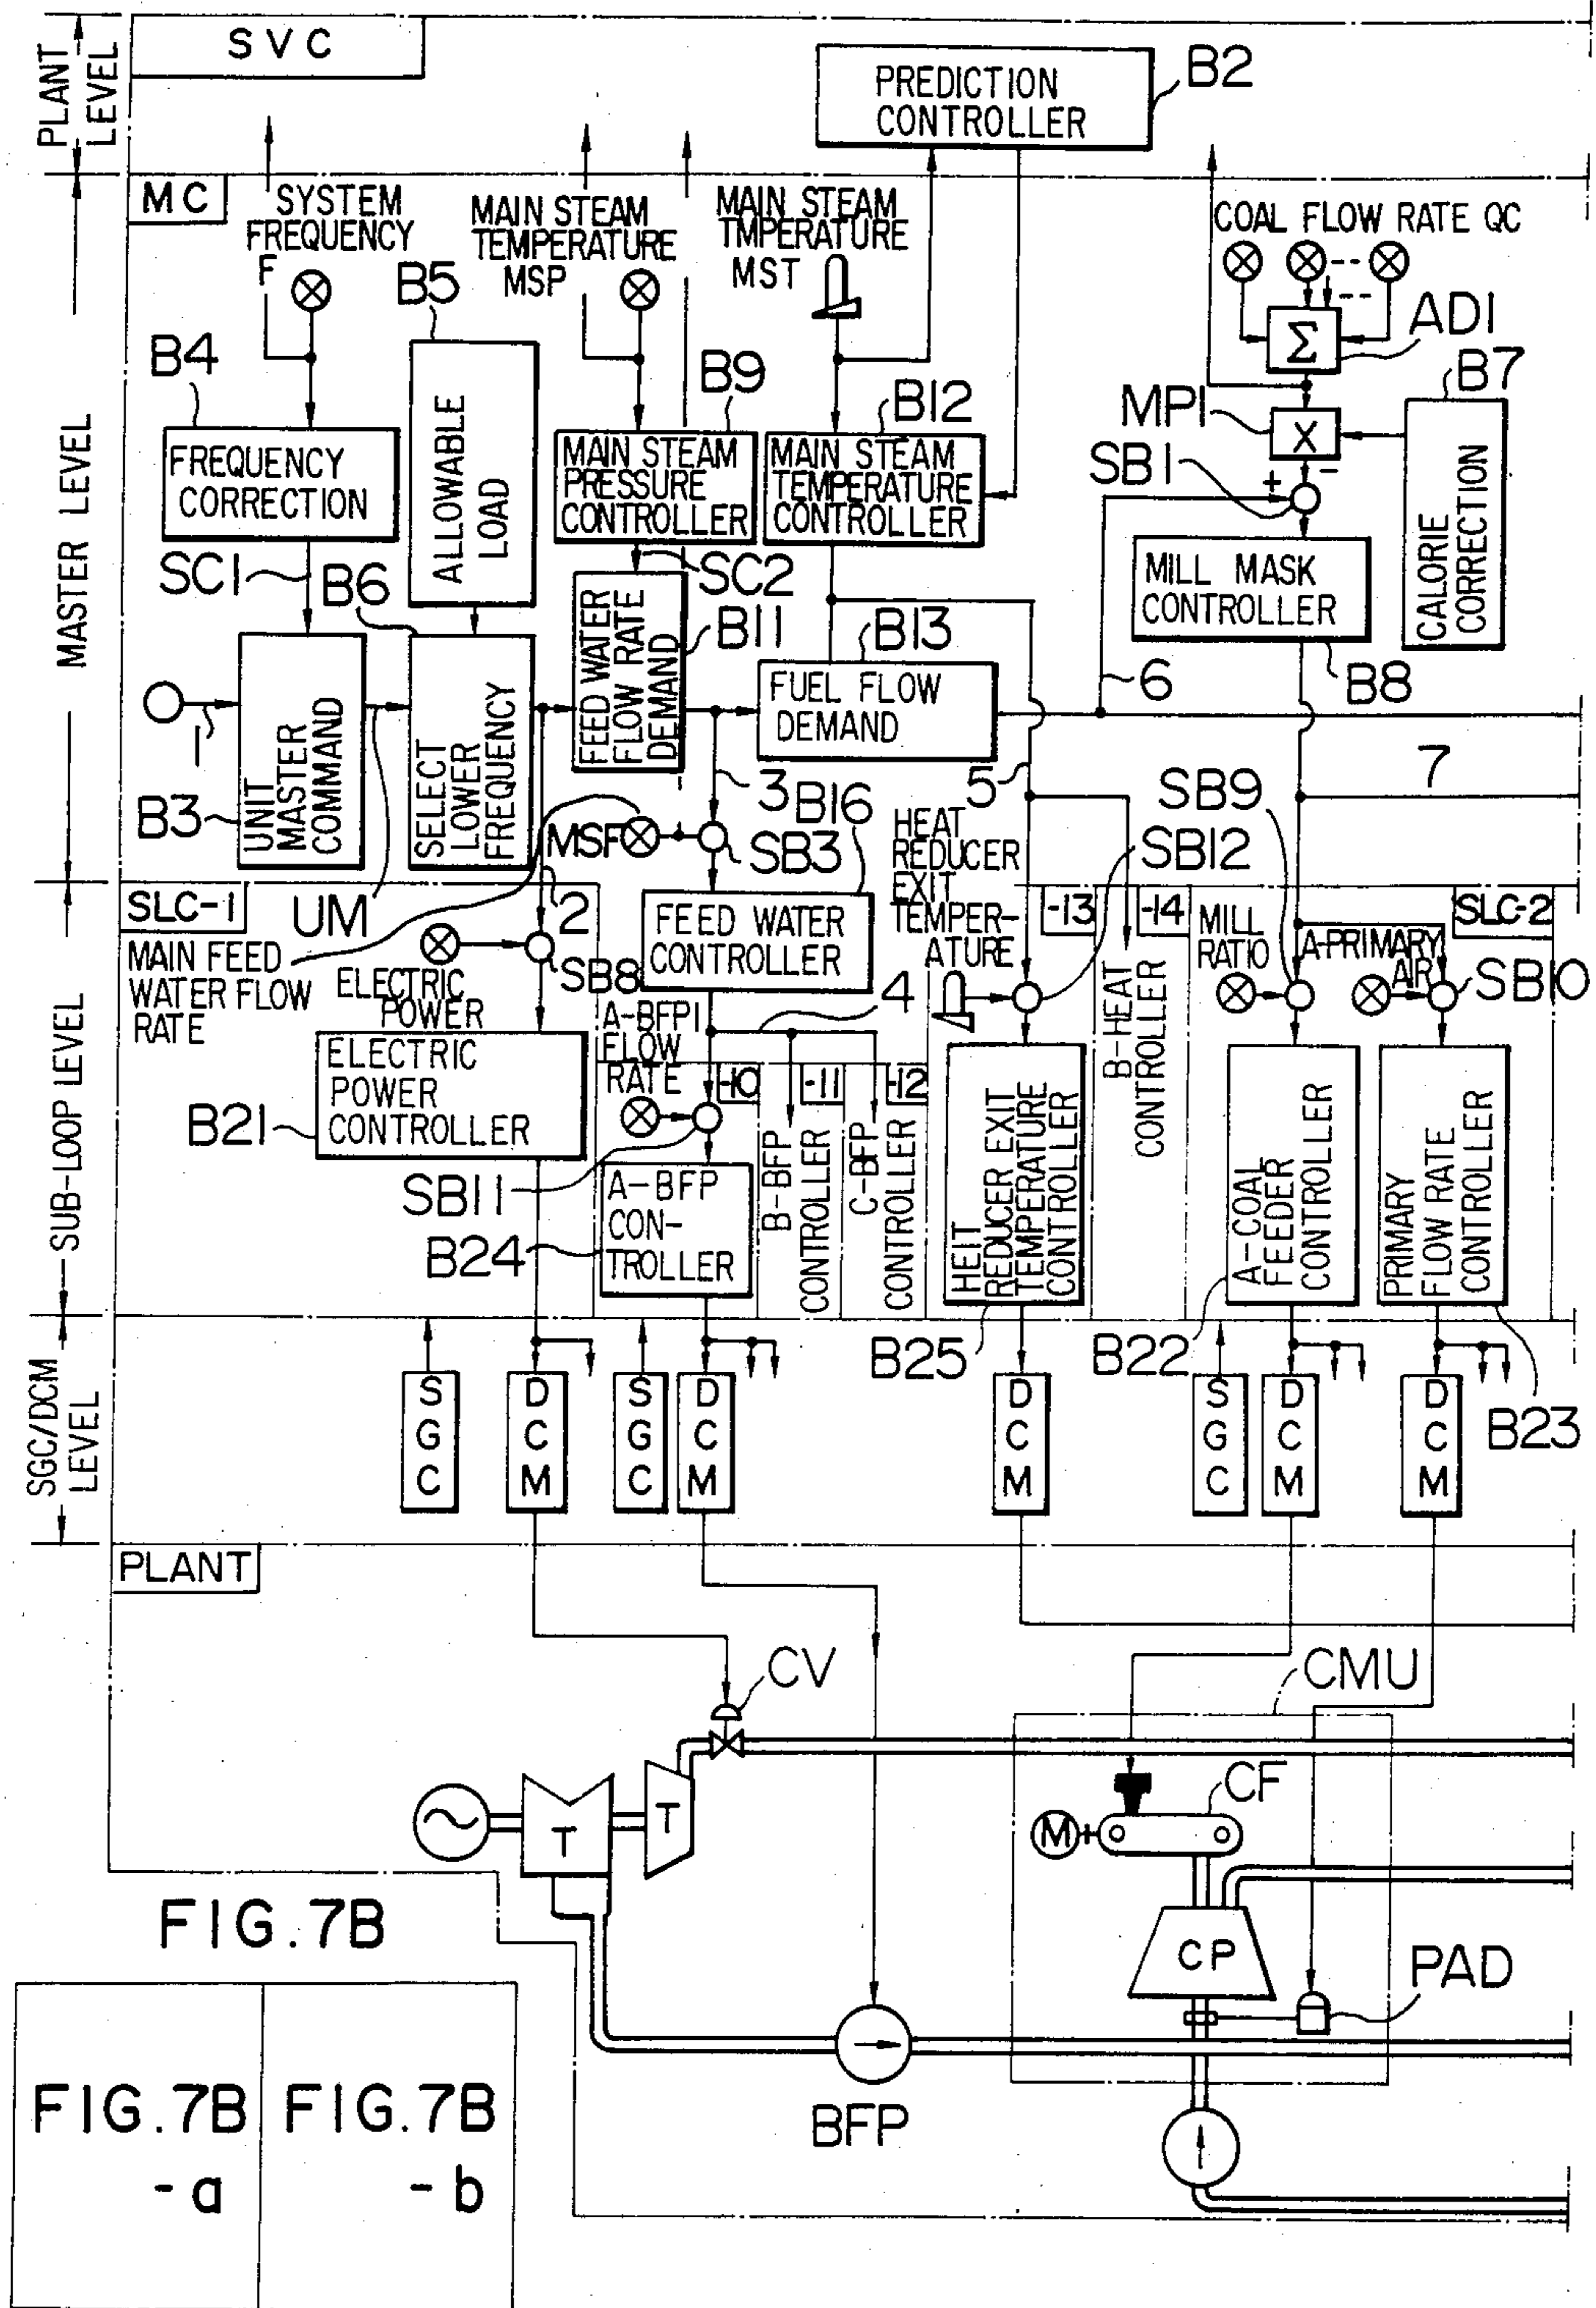 PLANT
LEVEL
SVC
PREDICTION
CONTROLLER
B2
MASTER LEVEL
MC
SYSTEM
FREQUENCY
F
MAIN STEAM
TEMPERATURE
MSP
MAIN STEAM
TMPERATURE
MST
COAL FLOW RATE QC
B5
B4
B9
B12
AD1
Σ
B7
MP1
X
SB1
+
-
FREQUENCY
CORRECTION
ALLOWABLE
LOAD
MAIN STEAM
PRESSURE
CONTROLLER
MAIN STEAM
TEMPERATURE
CONTROLLER
MILL MASK
CONTROLLER
CALORIE
CORRECTION
SC1
B6
SC2
B11
B13
B8
6
1
B3
UNIT
MASTER
COMMAND
SELECT
LOWER
FREQUENCY
FEED WATER
FLOW RATE
DEMAND
FUEL FLOW
DEMAND
3
B16
5
7
MSF
SB3
HEAT
REDUCER
EXIT
TEMPER-
ATURE
SB9
SB12
SUB-LOOP LEVEL
SLC-1
UM
2
MAIN FEED
WATER FLOW
RATE
ELECTRIC
POWER
SB8
FEED WATER
CONTROLLER
4
-13
-14
MILL
RATIO
A-PRIMARY
AIR
SLC-2
SB10
ELECTRIC
POWER
CONTROLLER
B21
A-BFP1
FLOW
RATE
-10
-11
-12
SB11
A-BFP
CON-
TROLLER
B24
B-BFP
CONTROLLER
C-BFP
CONTROLLER
HEIT
REDUCER EXIT
TEMPERATURE
CONTROLLER
B-HEAT
CONTROLLER
A-COAL
FEEDER
CONTROLLER
PRIMARY
FLOW RATE
CONTROLLER
B25
B22
B23
SGC/DCM
LEVEL
SGC
DCM
SGC
DCM
DCM
SGC
DCM
DCM
PLANT
CV
CMU
T
T
M
CF
CP
PAD
BFP
FIG.7B
FIG.7B
-a
FIG.7B
-b